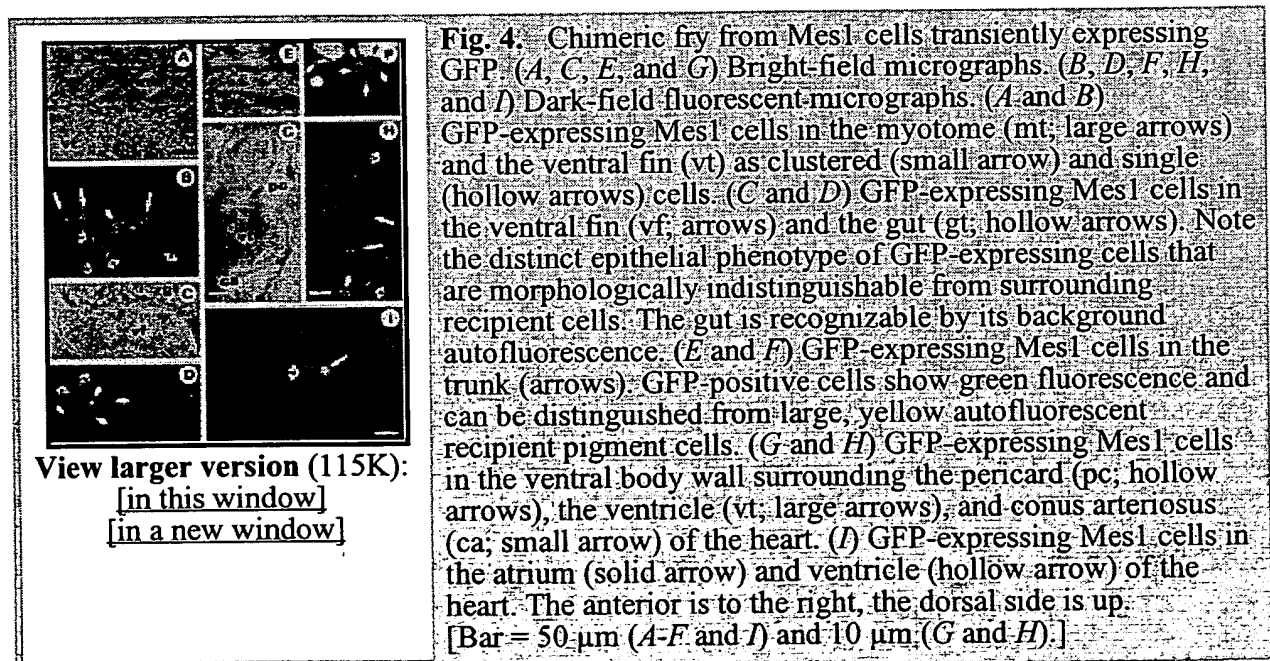 A
B
C
D
E
F
G
H
I
pc
ca
View larger version (115K):
[in this window]
[in a new window]
Fig. 4. Chimeric fry from Mes1 cells transiently expressing
GFP. (A, C, E, and G) Bright-field micrographs. (B, D, F, H,
and I) Dark-field fluorescent micrographs. (A and B)
GFP-expressing Mes1 cells in the myotome (mt; large arrows)
and the ventral fin (vt) as clustered (small arrow) and single
(hollow arrows) cells. (C and D) GFP-expressing Mes1 cells in
the ventral fin (vf; arrows) and the gut (gt; hollow arrows). Note
the distinct epithelial phenotype of GFP-expressing cells that
are morphologically indistinguishable from surrounding
recipient cells. The gut is recognizable by its background
autofluorescence. (E and F) GFP-expressing Mes1 cells in the
trunk (arrows). GFP-positive cells show green fluorescence and
can be distinguished from large, yellow autofluorescent
recipient pigment cells. (G and H) GFP-expressing Mes1 cells
in the ventral body wall surrounding the pericard (pc; hollow
arrows), the ventricle (vt; large arrows), and conus arteriosus
(ca; small arrow) of the heart. (I) GFP-expressing Mes1 cells in
the atrium (solid arrow) and ventricle (hollow arrow) of the
heart. The anterior is to the right, the dorsal side is up.
[Bar = 50 µm (A-F and I) and 10 µm (G and H).]